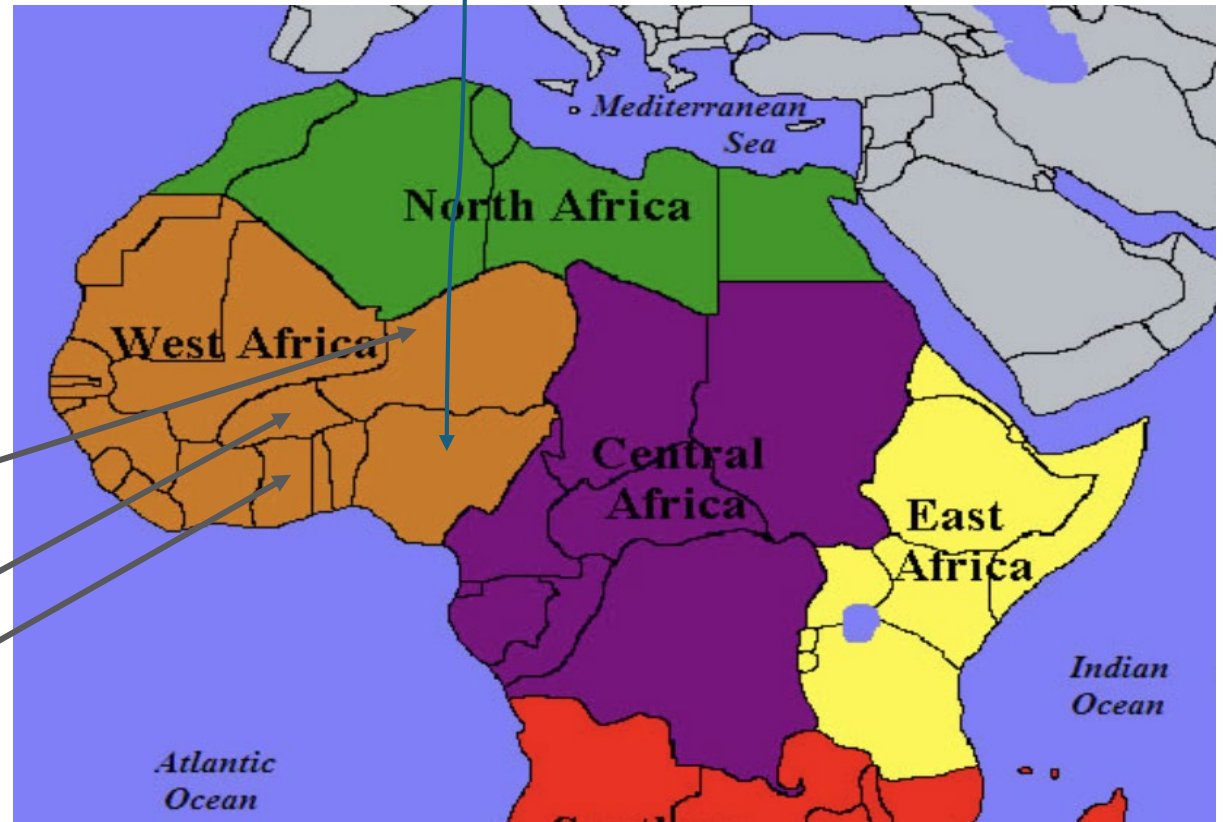 Mediterranean
Sea
North Africa
West Africa
Central
Africa
East
Africa
Indian
Ocean
Atlantic
Ocean